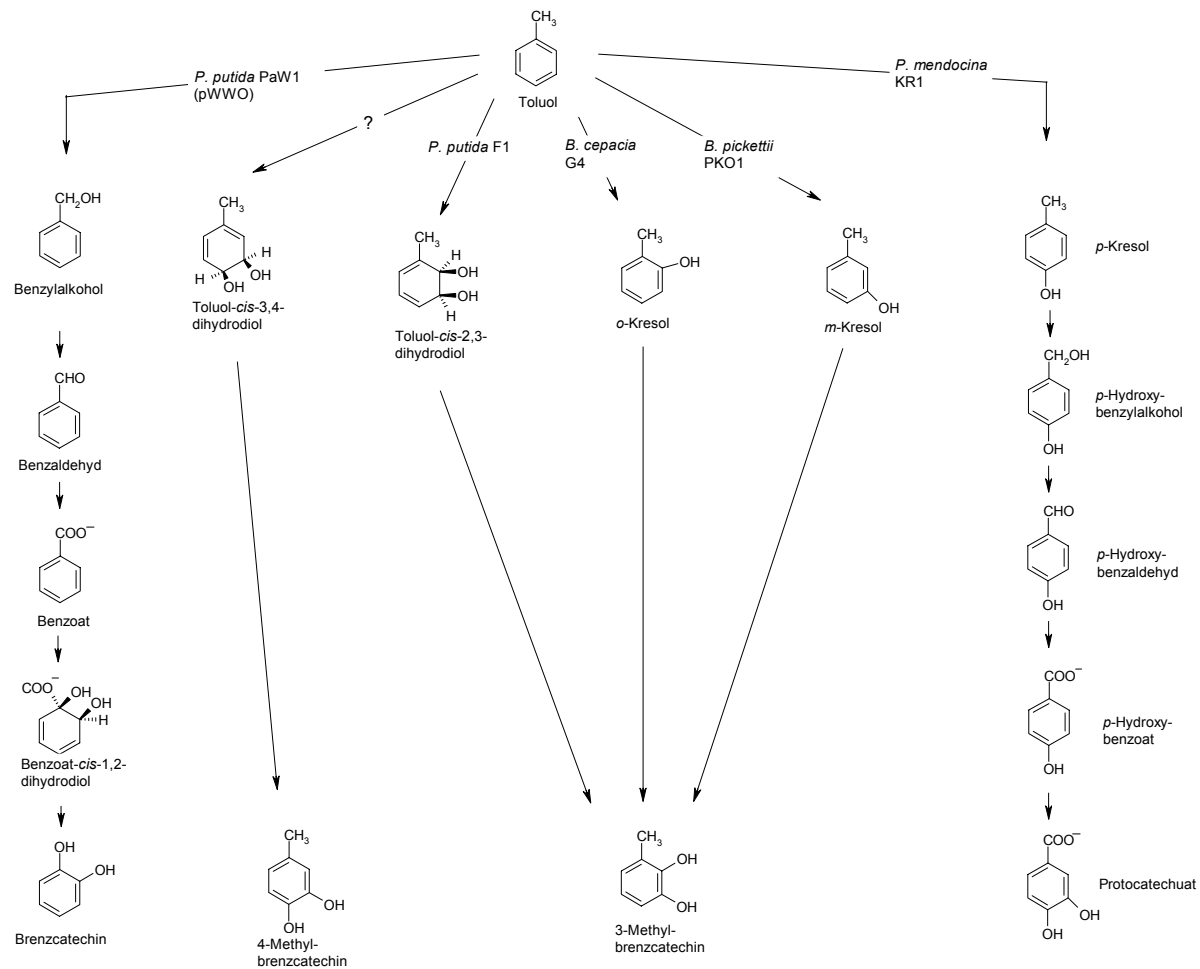 CH3
Toluol
P. putida PaW1
(pWWO)
?
P. putida F1
B. cepacia
G4
B. pickettii
PKO1
P. mendocina
KR1
CH2OH
Benzylalkohol
CHO
Benzaldehyd
COO−
Benzoat
COO−
OH
OH
H
Benzoat-cis-1,2-
dihydrodiol
OH
OH
Brenzcatechin
CH3
H
H
OH
OH
Toluol-cis-3,4-
dihydrodiol
CH3
OH
OH
4-Methyl-
brenzcatechin
CH3
H
OH
OH
H
Toluol-cis-2,3-
dihydrodiol
CH3
OH
o-Kresol
CH3
OH
m-Kresol
CH3
OH
OH
3-Methyl-
brenzcatechin
CH3
p-Kresol
OH
CH2OH
p-Hydroxy-
benzylalkohol
OH
CHO
p-Hydroxy-
benzaldehyd
OH
COO−
p-Hydroxy-
benzoat
OH
COO−
Protocatechuat
OH
OH